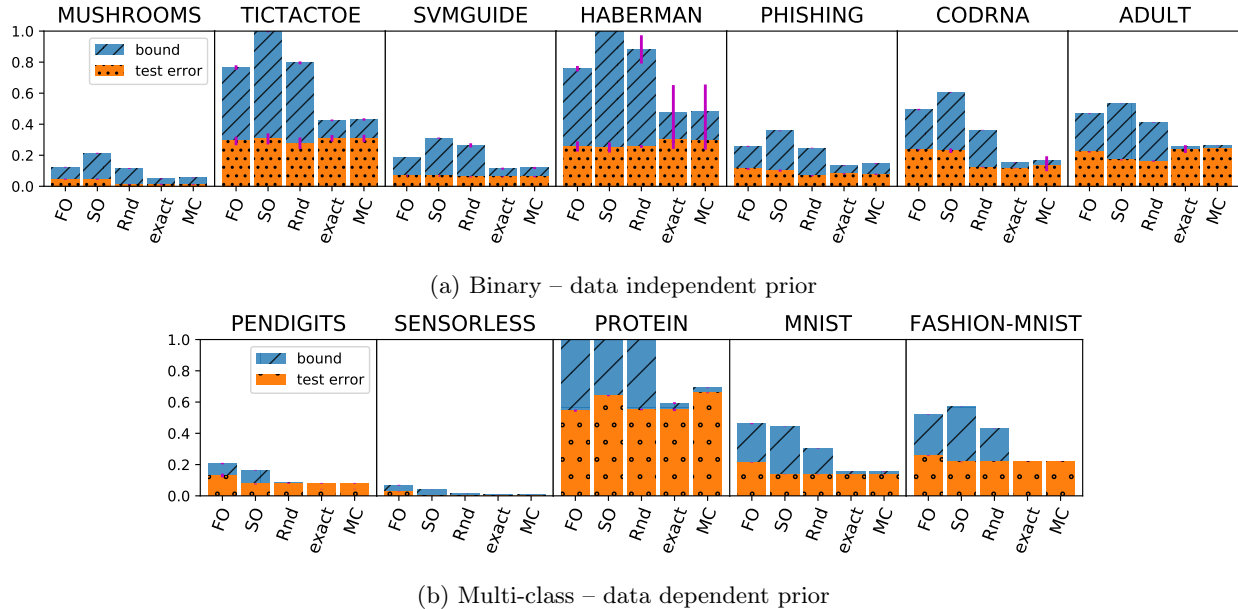 MUSHROOMS TICTACTOE SVMGUIDE HABERMAN PHISHING CODRNA ADULT
1.0
0.8
0.6
0.4
0.2
0.0
bound
test error
FO SO Rnd exact MC FO SO Rnd exact MC FO SO Rnd exact MC FO SO Rnd exact MC FO SO Rnd exact MC FO SO Rnd exact MC FO SO Rnd exact MC
(a) Binary – data independent prior
PENDIGITS SENSORLESS PROTEIN MNIST FASHION-MNIST
1.0
0.8
0.6
0.4
0.2
0.0
bound
test error
FO SO Rnd exact MC FO SO Rnd exact MC FO SO Rnd exact MC FO SO Rnd exact MC FO SO Rnd exact MC
(b) Multi-class – data dependent prior